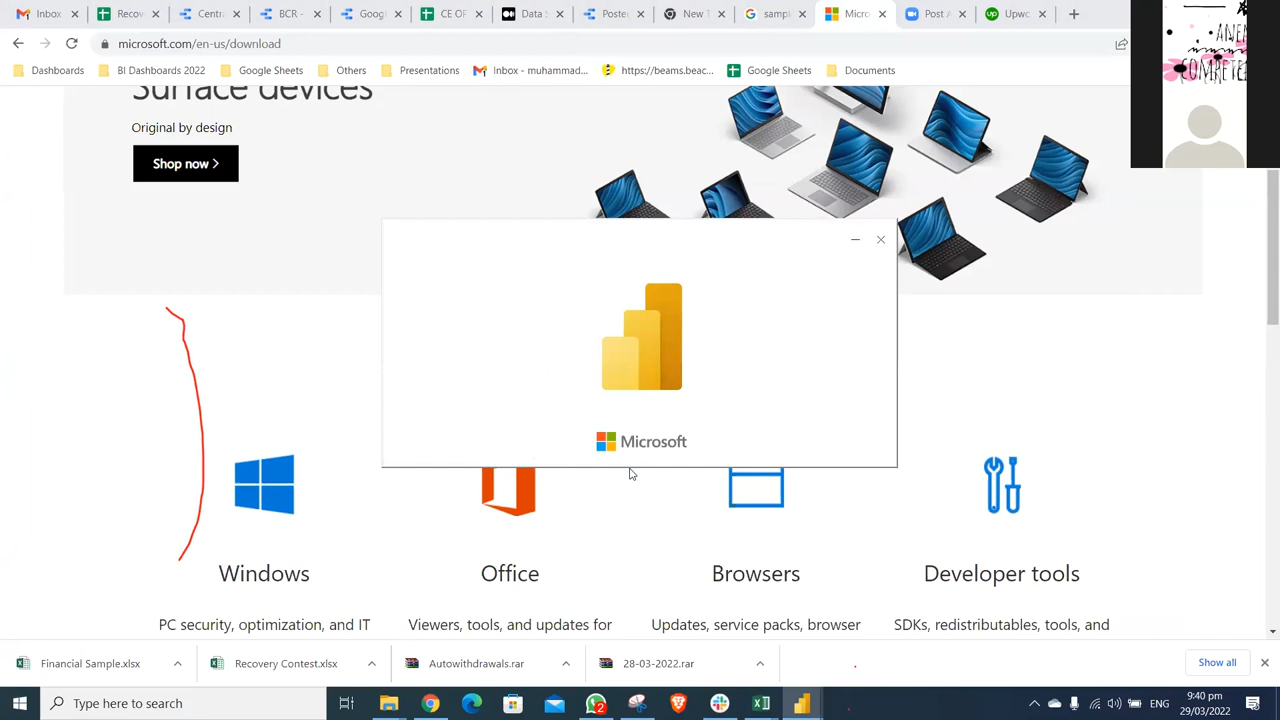 Inbox
Recov
Centr
BCR
Goog
CE OF
Data
Poster
New T
sampl
Micro
Post A
Upwo
microsoft.com/en-us/download
Dashboards
BI Dashboards 2022
Google Sheets
Others
Presentations
Inbox - muhammad...
https://beams.beac...
Google Sheets
Documents
COMPETE
Surface devices
Original by design
Shop now >
Microsoft
Windows
Office
Browsers
Developer tools
PC security, optimization, and IT
Viewers, tools, and updates for
Updates, service packs, browser
SDKs, redistributables, tools, and
Financial Sample.xlsx
Recovery Contest.xlsx
Autowithdrawals.rar
28-03-2022.rar
Show all
Type here to search
2
ENG
9:40 pm
29/03/2022